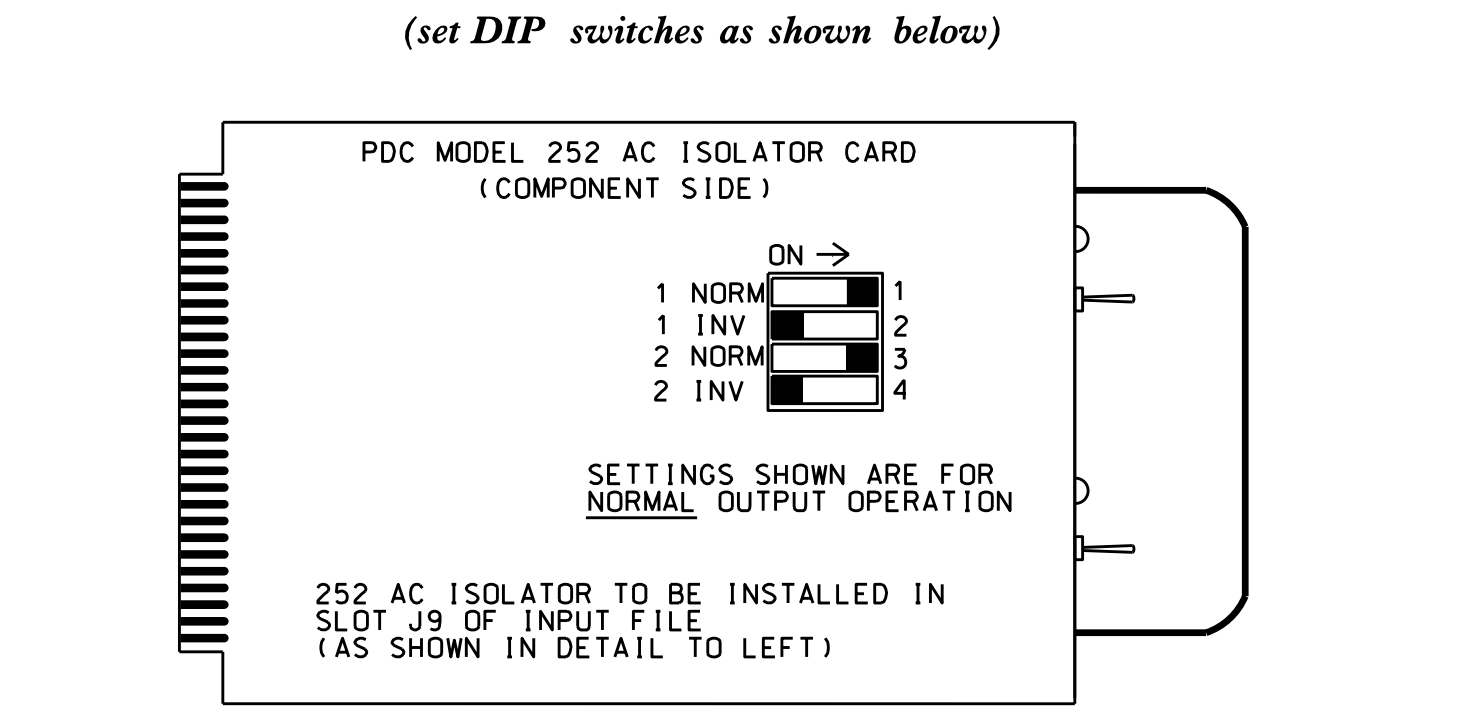 (set DIP switches as shown below)
PDC MODEL 252 AC ISOLATOR CARD
(COMPONENT SIDE)
ON
1 NORM 1
1 INV 2
2 NORM 3
2 INV 4
SETTINGS SHOWN ARE FOR
NORMAL OUTPUT OPERATION
252 AC ISOLATOR TO BE INSTALLED IN
SLOT J9 OF INPUT FILE
(AS SHOWN IN DETAIL TO LEFT)